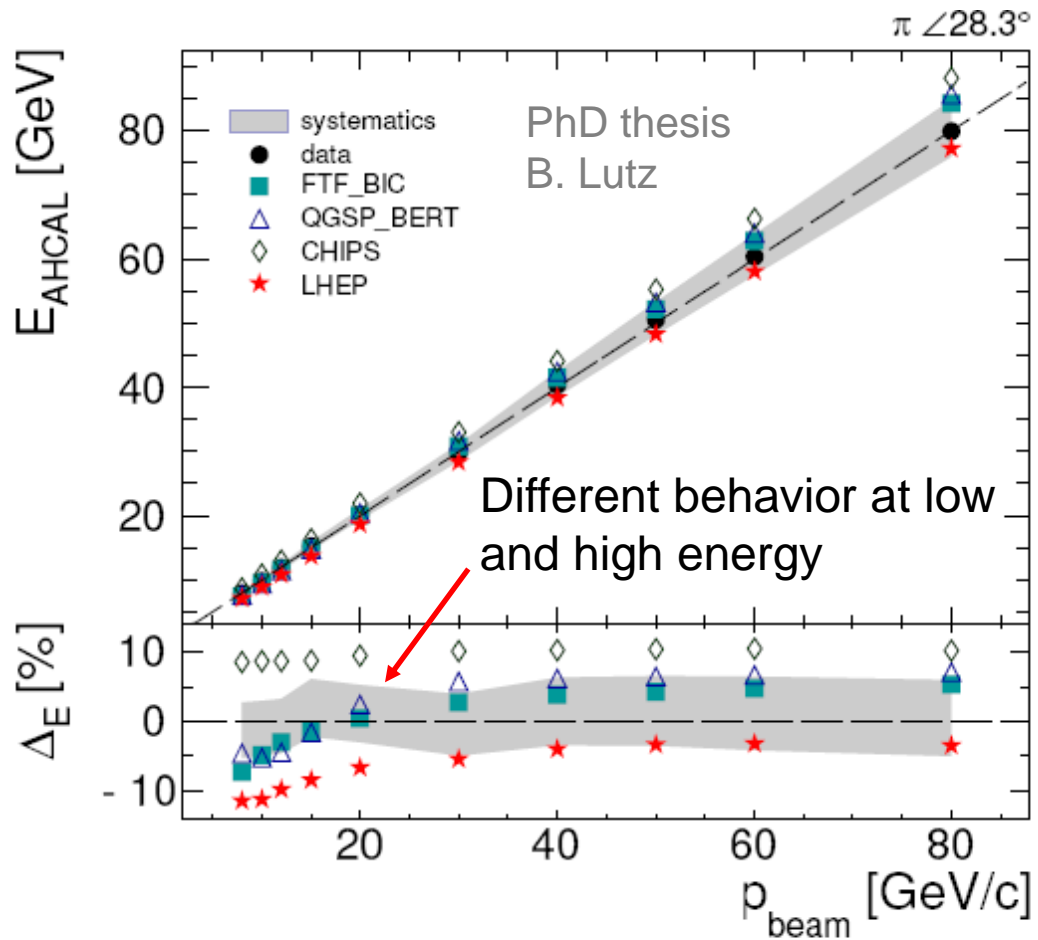 π ∠28.3°
E_AHCAL [GeV]
80
60
40
20
systematics
data
FTF_BIC
QGSP_BERT
CHIPS
LHEP
PhD thesis
B. Lutz
Different behavior at low
and high energy
Δ_E [%]
10
0
- 10
20 40 60 80
p_beam [GeV/c]